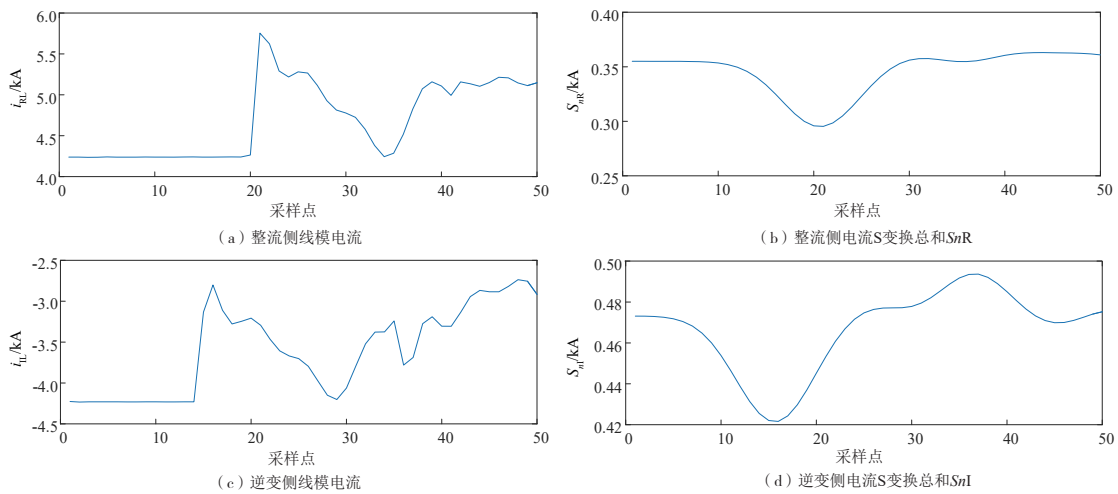 6.0
5.5
5.0
4.5
4.0
0 10 20 30 40 50
i_RL/kA
采样点
(a)整流侧线模电流
0.40
0.35
0.30
0.25
0 10 20 30 40 50
S_nR/kA
采样点
(b)整流侧电流S变换总和SnR
-2.5
-3.0
-3.5
-4.0
-4.5
0 10 20 30 40 50
i_IL/kA
采样点
(c)逆变侧线模电流
0.50
0.48
0.46
0.44
0.42
0 10 20 30 40 50
S_nI/kA
采样点
(d)逆变侧电流S变换总和SnI